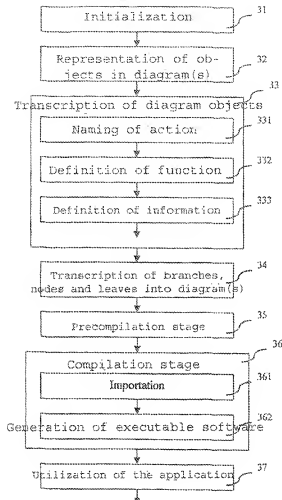 31
Initialization
32
Representation of ob-
jects in diagram(s)
33
Transcription of diagram objects
331
Naming of action
332
Definition of function
333
Definition of information
34
Transcription of branches,
nodes and leaves into diagram(s)
35
Precompilation stage
36
Compilation stage
361
Importation
362
Generation of executable software
37
Utilization of the application